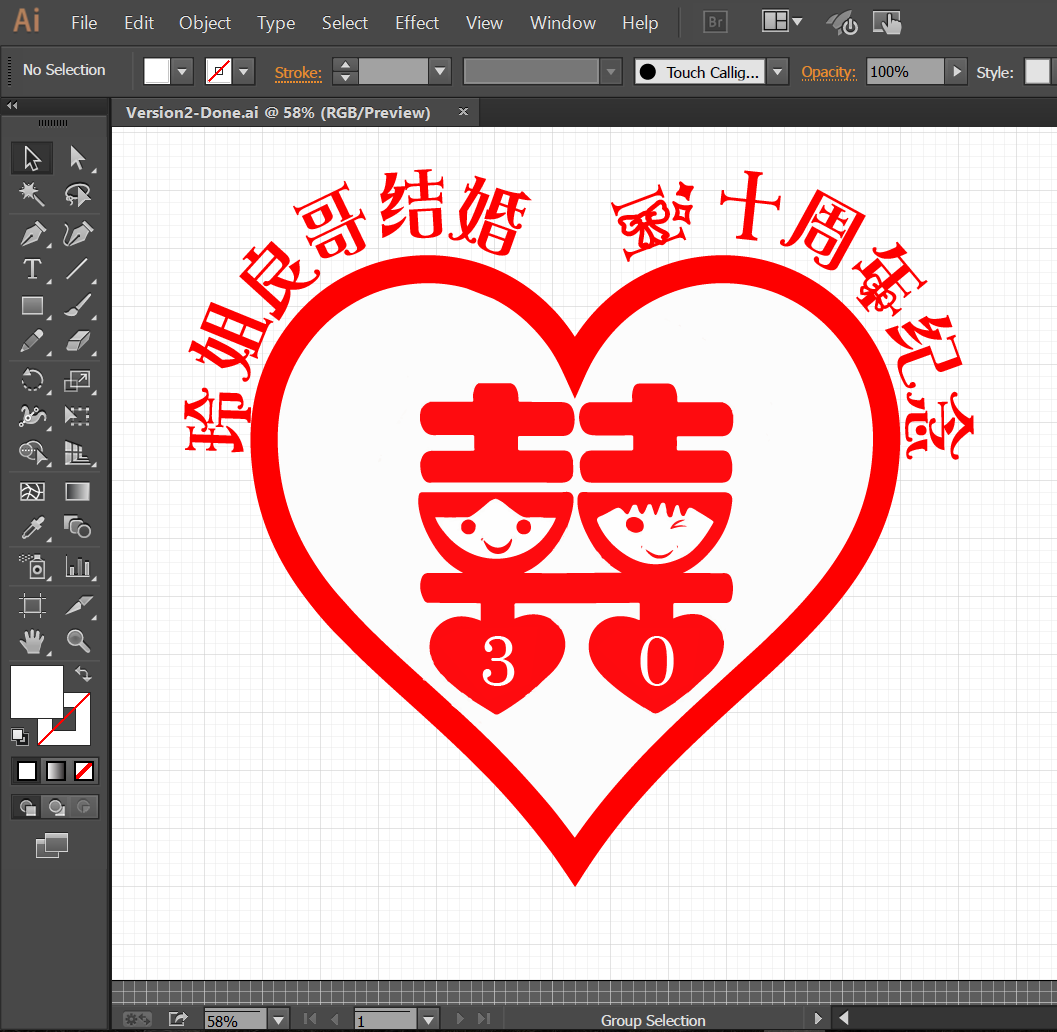 Ai
File Edit Object Type Select Effect View Window Help
Br
No Selection
Stroke:
Touch Callig...
Opacity: 100%
Style:
Version2-Done.ai @ 58% (RGB/Preview) ×
玲姐良哥结婚 十周年纪念
囍
3 0
58% 1 Group Selection